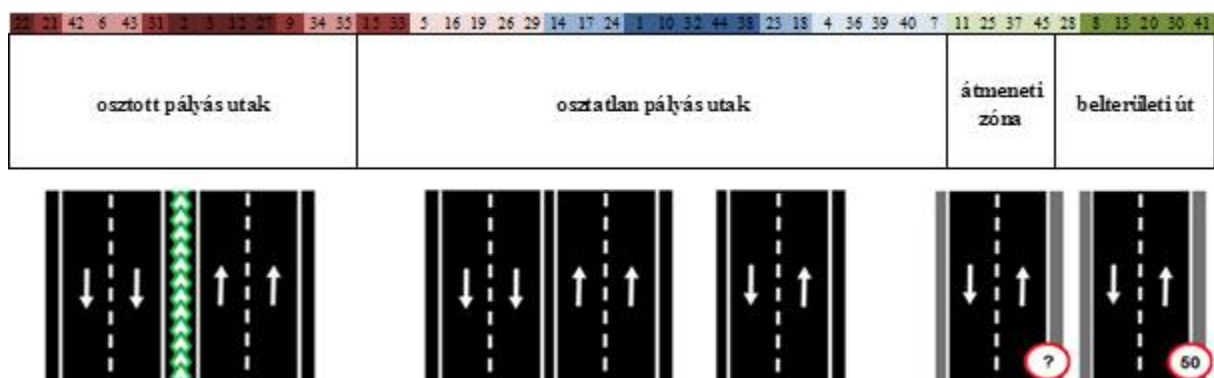 22 21 42 6 43 31 2 3 12 27 9 34 35 15 33 5 16 19 26 29 14 17 24 1 10 32 44 38 23 18 4 36 39 40 7 11 25 37 45 28 8 13 20 30 41
osztott pályás utak
osztatlan pályás utak
átmeneti
zóna
belterületi út
?
50